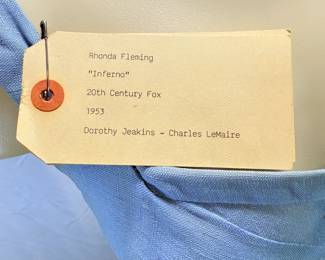 Rhonda Fleming
"Inferno"
20th Century Fox
1953
Dorothy Jeakins - Charles LeMaire